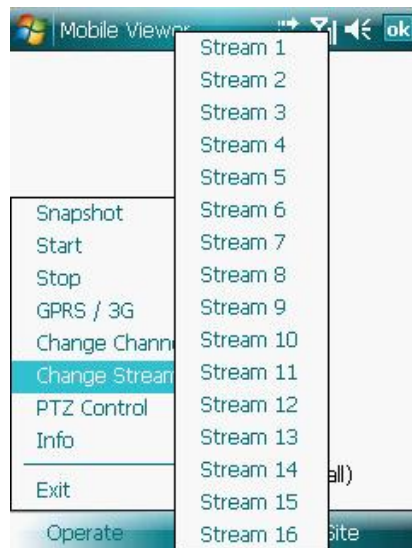 Mobile Viewer
ok
Stream 1
Stream 2
Stream 3
Stream 4
Stream 5
Stream 6
Stream 7
Stream 8
Stream 9
Stream 10
Stream 11
Stream 12
Stream 13
Stream 14
Stream 15
Stream 16
Snapshot
Start
Stop
GPRS / 3G
Change Chann
Change Stream
PTZ Control
Info
Exit
all)
Operate
Site